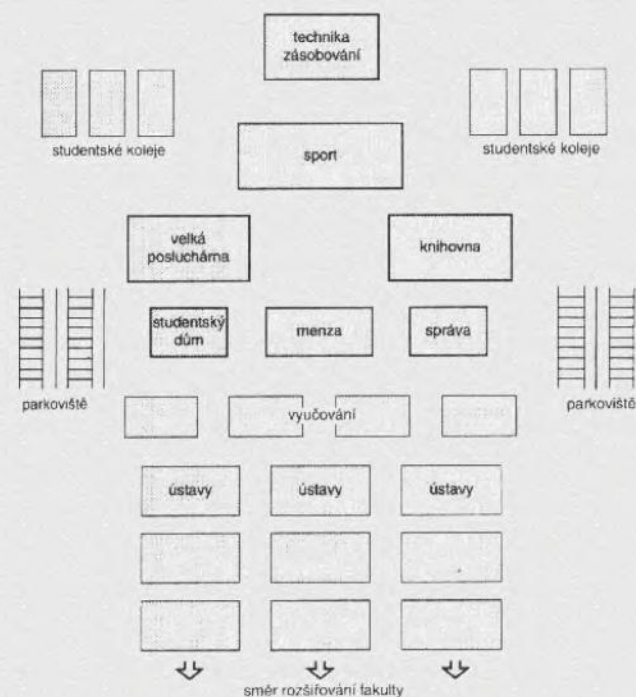 technika
zásobování
studentské koleje
studentské koleje
sport
velká
posluchárna
knihovna
studentský
dům
menza
správa
parkoviště
parkoviště
vyučování
ústavy
ústavy
ústavy
směr rozšiřování fakulty